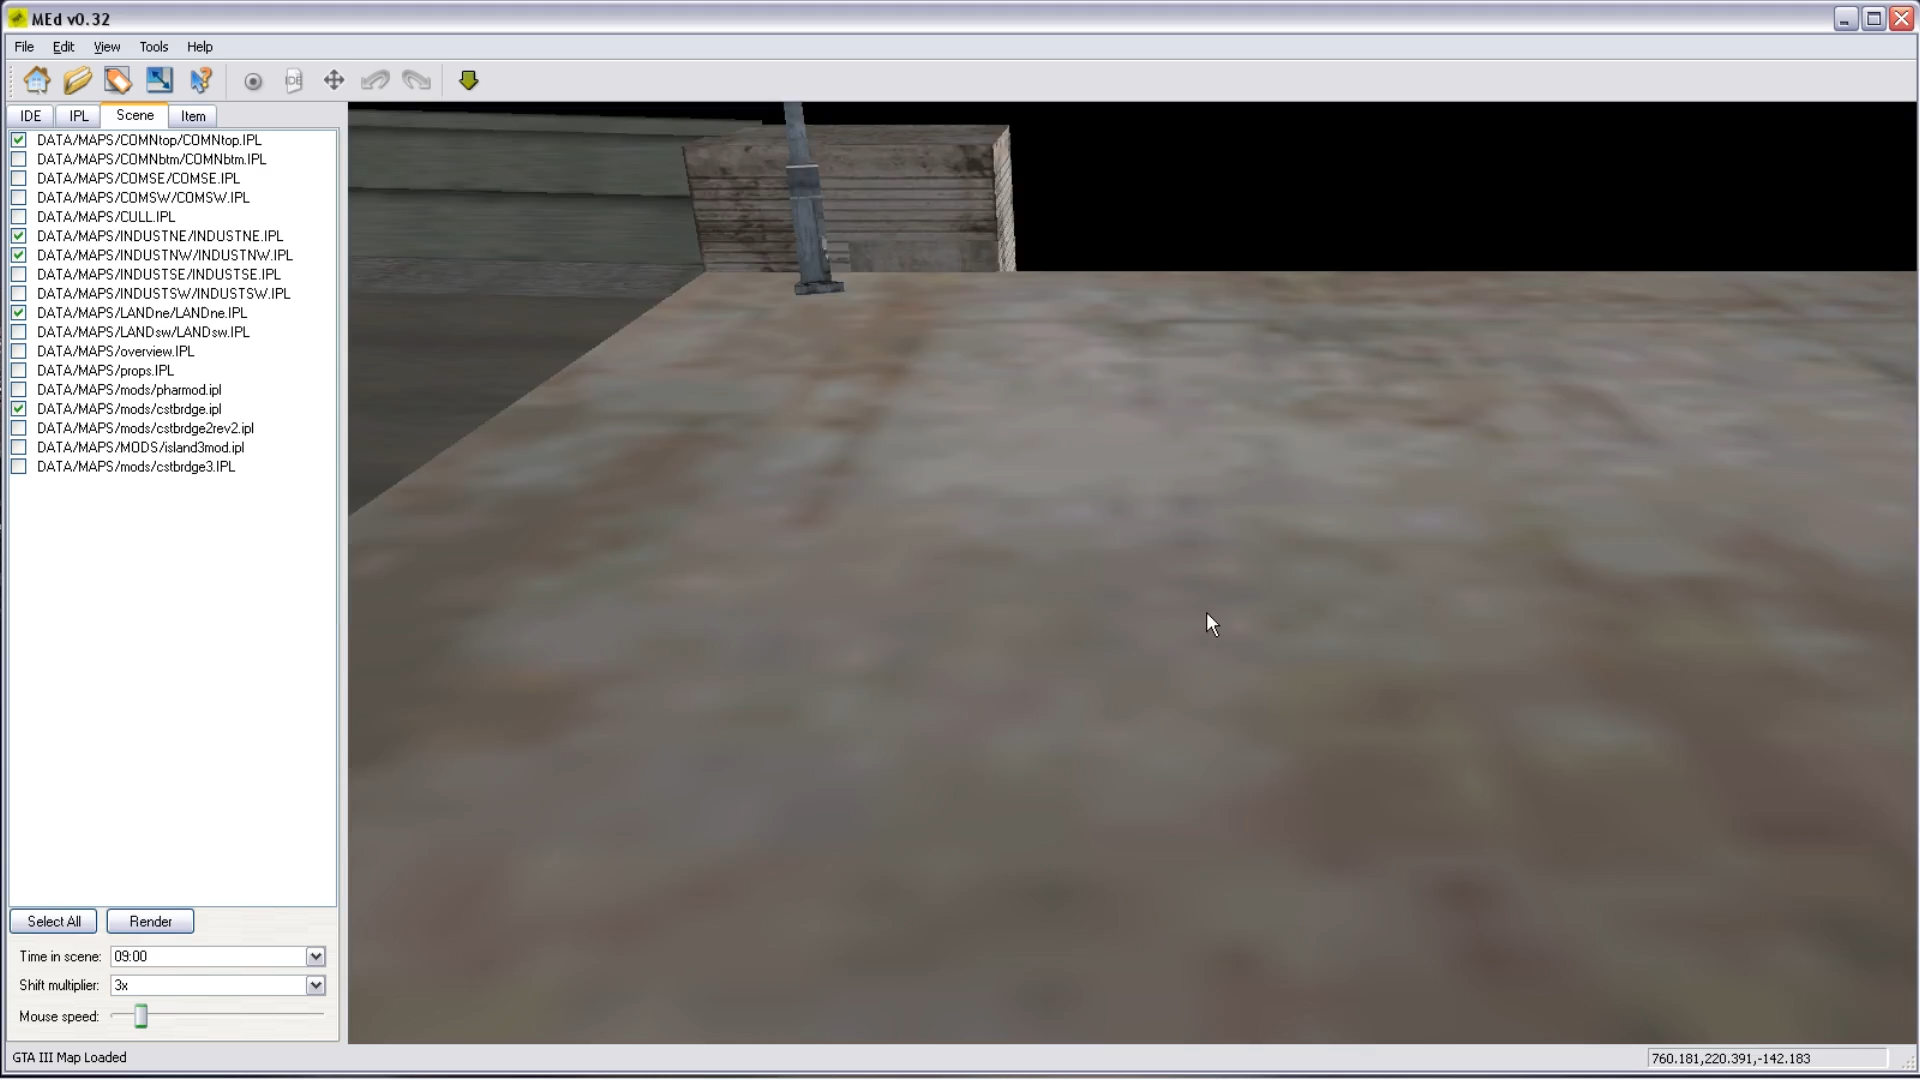 MEd v0.32
File Edit View Tools Help
IDE
IDE IPL Scene Item
DATA/MAPS/COMNtop/COMNtop.IPL
DATA/MAPS/COMNbtm/COMNbtm.IPL
DATA/MAPS/COMSE/COMSE.IPL
DATA/MAPS/COMSW/COMSW.IPL
DATA/MAPS/CULL.IPL
DATA/MAPS/INDUSTNE/INDUSTNE.IPL
DATA/MAPS/INDUSTNW/INDUSTNW.IPL
DATA/MAPS/INDUSTSE/INDUSTSE.IPL
DATA/MAPS/INDUSTSW/INDUSTSW.IPL
DATA/MAPS/LANDne/LANDne.IPL
DATA/MAPS/LANDsw/LANDsw.IPL
DATA/MAPS/overview.IPL
DATA/MAPS/props.IPL
DATA/MAPS/mods/pharmod.ipl
DATA/MAPS/mods/cstbrdge.ipl
DATA/MAPS/mods/cstbrdge2rev2.ipl
DATA/MAPS/MODS/island3mod.ipl
DATA/MAPS/mods/cstbrdge3.IPL
Select All Render
Time in scene: 09:00
Shift multiplier: 3x
Mouse speed:
GTA III Map Loaded 760.181,220.391,-142.183